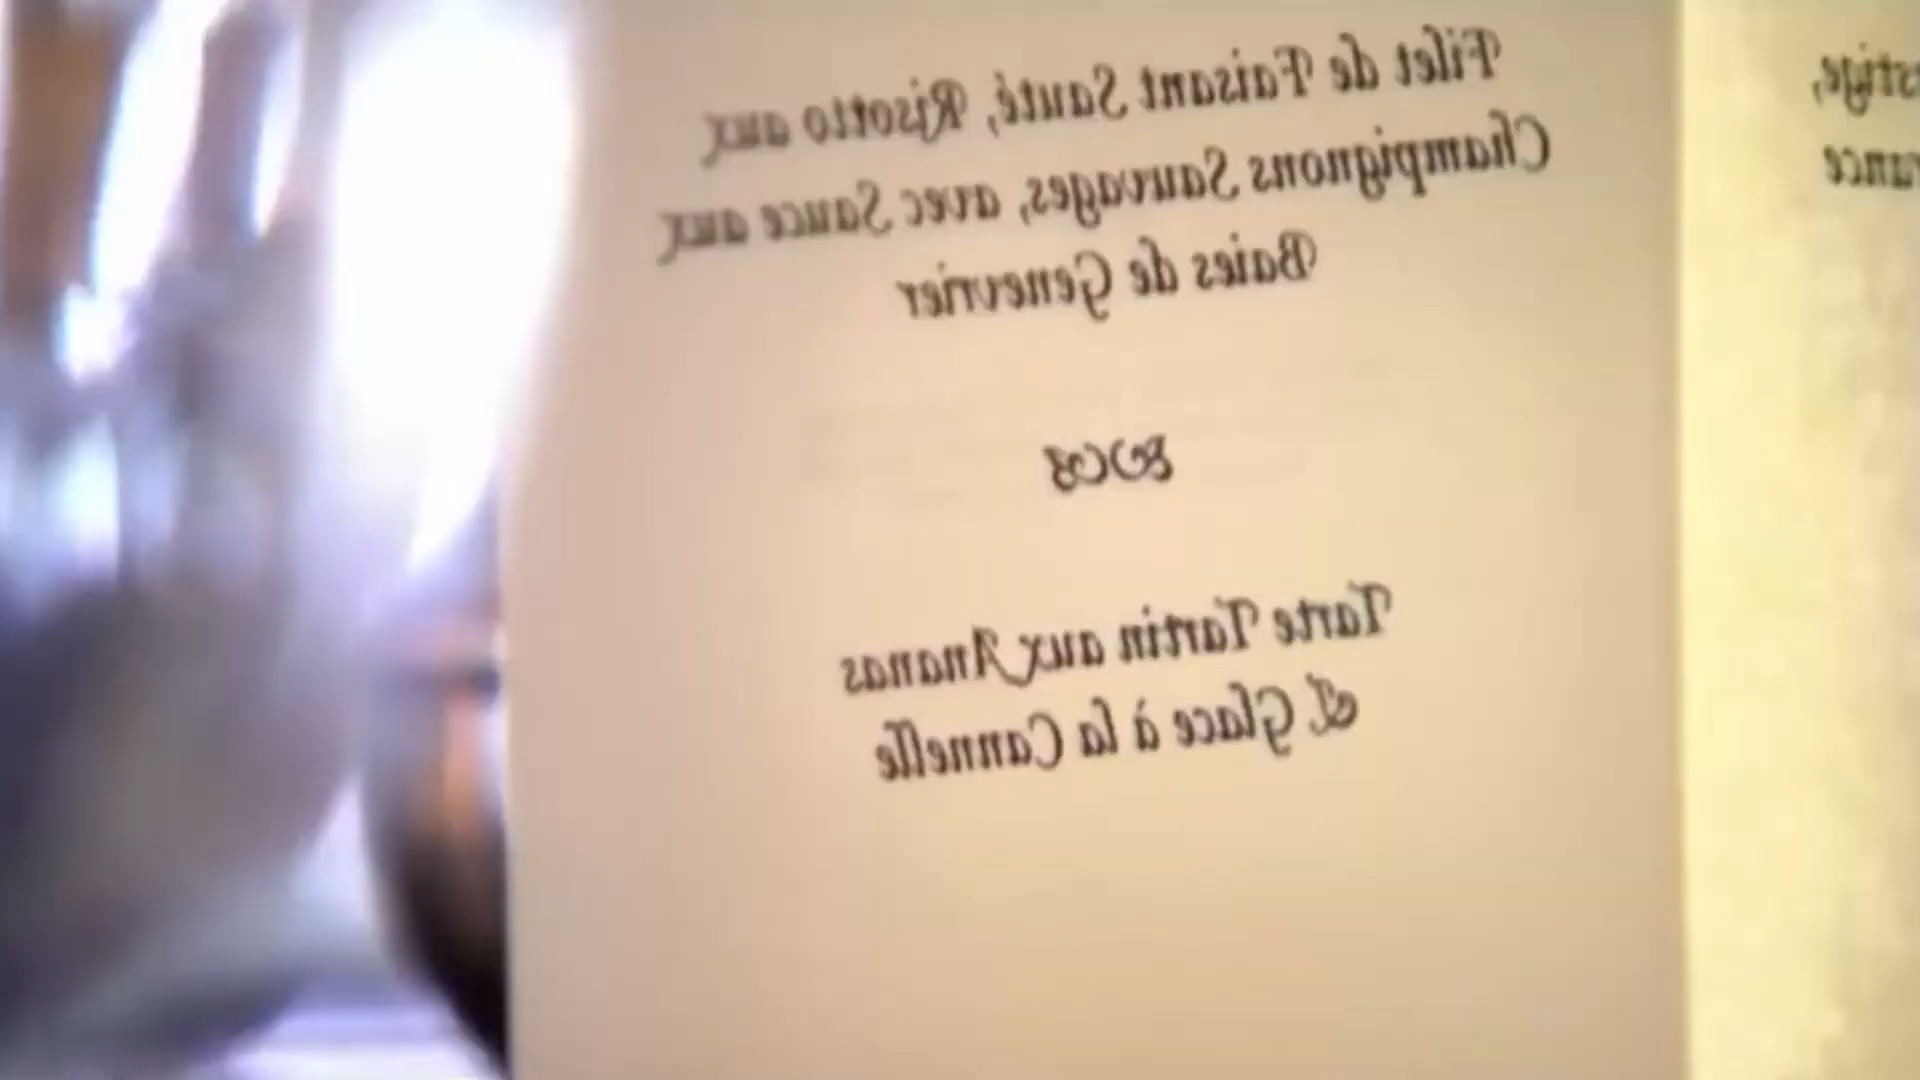 Filet de Faisant Sauté, Risotto aux
Champignons Sauvages, avec Sauce aux
Baies de Genevrier
Tarte Tartin aux Ananas
& Glace à la Cannelle